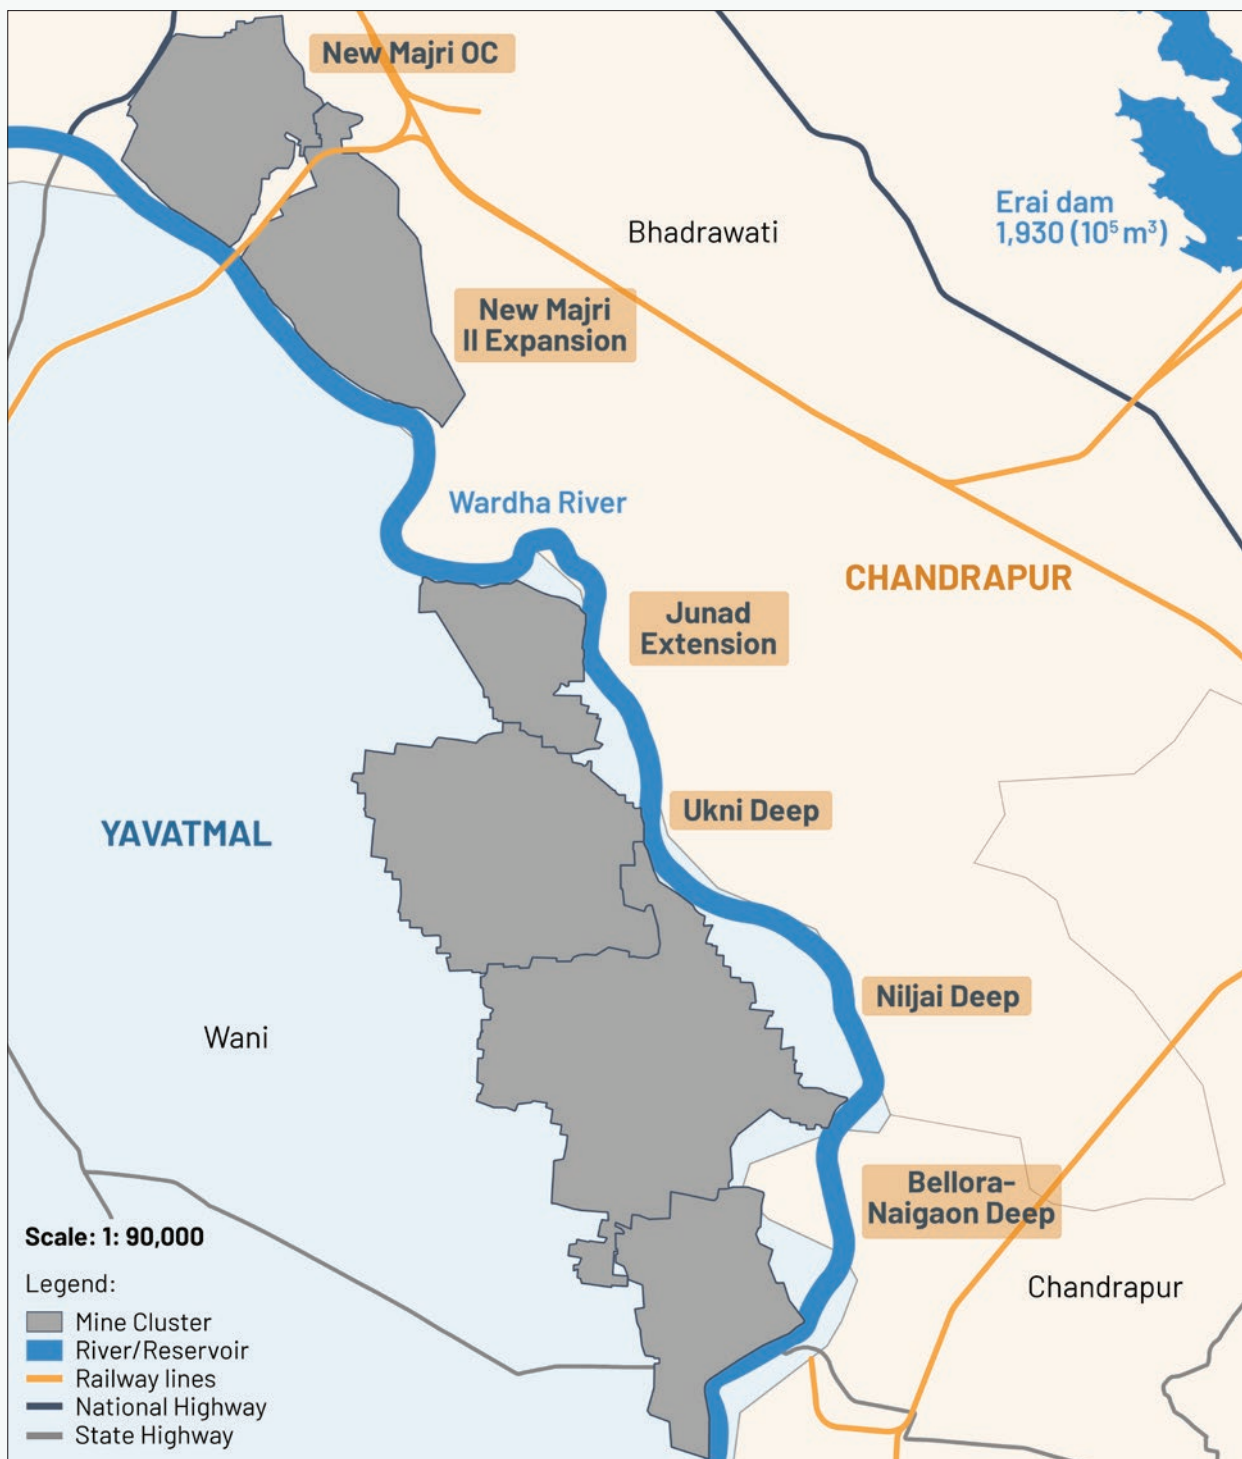 New Majri OC
Erai dam
1,930 (10⁵ m³)
Bhadrawati
New Majri
II Expansion
Wardha River
CHANDRAPUR
Junad
Extension
Ukni Deep
YAVATMAL
Niljai Deep
Wani
Bellora-
Naigaon Deep
Scale: 1: 90,000
Chandrapur
Legend:
Mine Cluster
River/Reservoir
Railway lines
National Highway
State Highway